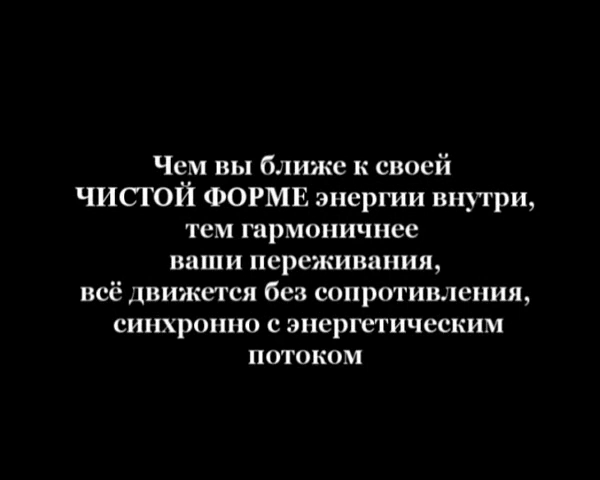 Чем вы ближе к своей
ЧИСТОЙ ФОРМЕ энергии внутри,
тем гармоничнее
ваши переживания,
всё движется без сопротивления,
синхронно с энергетическим
потоком